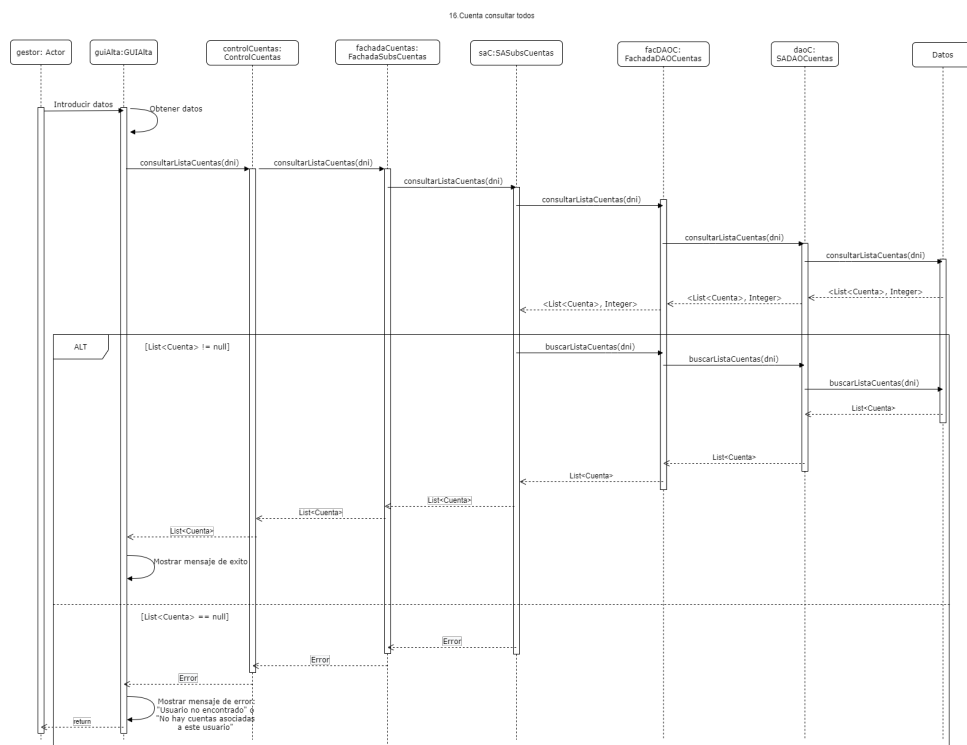 16.Cuenta consultar todos
gestor: Actor
guiAlta:GUIAlta
controlCuentas:
ControlCuentas
fachadaCuentas:
FachadaSubsCuentas
saC:SASubsCuentas
facDAOC:
FachadaDAOCuentas
daoC:
SADAOCuentas
Datos
Introducir datos
Obtener datos
consultarListaCuentas(dni)
consultarListaCuentas(dni)
consultarListaCuentas(dni)
consultarListaCuentas(dni)
consultarListaCuentas(dni)
consultarListaCuentas(dni)
<List<Cuenta>, Integer>
<List<Cuenta>, Integer>
<List<Cuenta>, Integer>
ALT
[List<Cuenta> != null]
buscarListaCuentas(dni)
buscarListaCuentas(dni)
buscarListaCuentas(dni)
List<Cuenta>
List<Cuenta>
List<Cuenta>
List<Cuenta>
List<Cuenta>
List<Cuenta>
Mostrar mensaje de exito
[List<Cuenta> == null]
Error
Error
Error
Mostrar mensaje de error:
"Usuario no encontrado" o
"No hay cuentas asociadas
a este usuario"
return